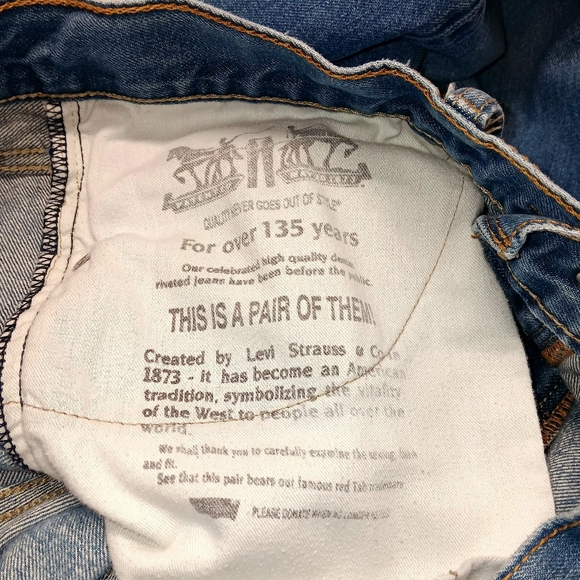 QUALITY NEVER GOES OUT OF STYLE®
For over 135 years
Our celebrated high quality denim
riveted jeans have been before the public.
THIS IS A PAIR OF THEM!
Created by Levi Strauss & Co. in
1873 - it has become an American
tradition, symbolizing the vitality
of the West to people all over the
world.
We shall thank you to carefully examine the sewing, finish
and fit.
See that this pair bears our famous red Tab trademark
- PLEASE DONATE WHEN NO LONGER NEEDED